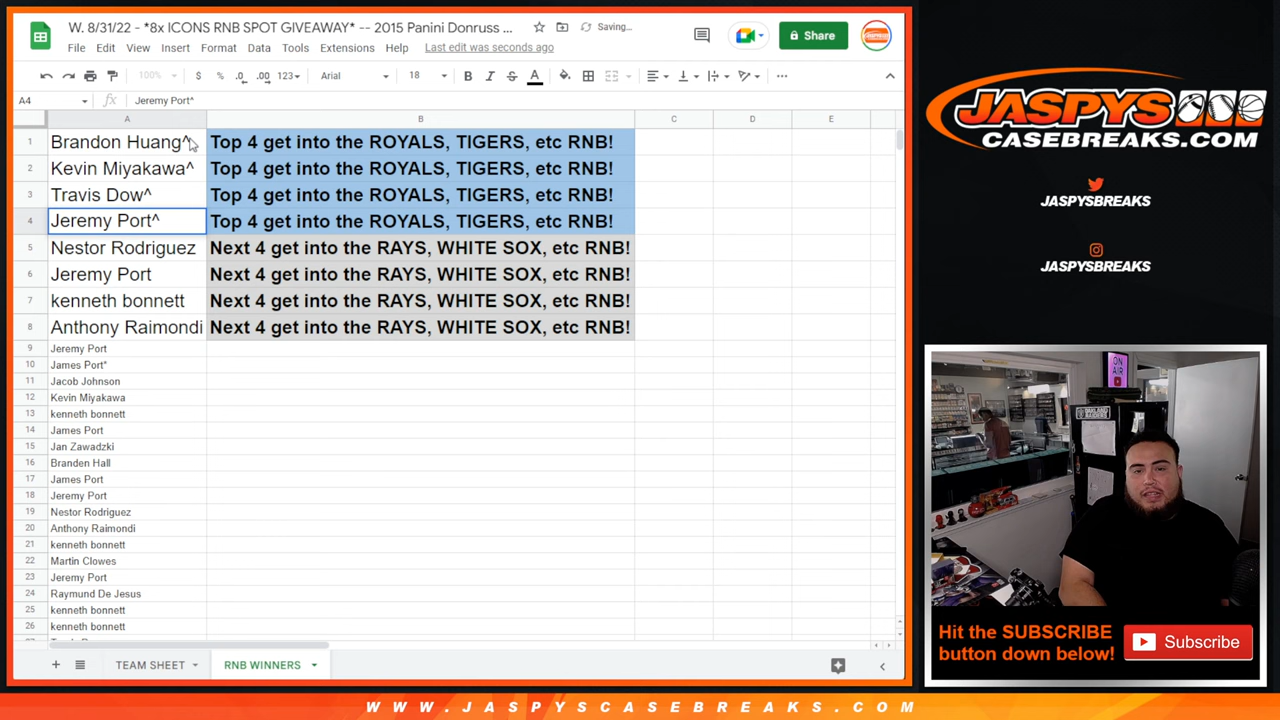 W. 8/31/22 - *8x ICONS RNB SPOT GIVEAWAY* -- 2015 Panini Donruss ...
Saving...
File Edit View Insert Format Data Tools Extensions Help Last edit was seconds ago
Share
100% $ % .0 .00 123 Arial 18 B I S A
A4 fx Jeremy Port^
A B C D E
1 Brandon Huang^ Top 4 get into the ROYALS, TIGERS, etc RNB!
2 Kevin Miyakawa^ Top 4 get into the ROYALS, TIGERS, etc RNB!
3 Travis Dow^ Top 4 get into the ROYALS, TIGERS, etc RNB!
4 Jeremy Port^ Top 4 get into the ROYALS, TIGERS, etc RNB!
5 Nestor Rodriguez Next 4 get into the RAYS, WHITE SOX, etc RNB!
6 Jeremy Port Next 4 get into the RAYS, WHITE SOX, etc RNB!
7 kenneth bonnett Next 4 get into the RAYS, WHITE SOX, etc RNB!
8 Anthony Raimondi Next 4 get into the RAYS, WHITE SOX, etc RNB!
9 Jeremy Port
10 James Port*
11 Jacob Johnson
12 Kevin Miyakawa
13 kenneth bonnett
14 James Port
15 Jan Zawadzki
16 Branden Hall
17 James Port
18 Jeremy Port
19 Nestor Rodriguez
20 Anthony Raimondi
21 kenneth bonnett
22 Martin Clowes
23 Jeremy Port
24 Raymund De Jesus
25 kenneth bonnett
26 kenneth bonnett
TEAM SHEET RNB WINNERS
JASPYS
CASEBREAKS.COM
JASPYSBREAKS
JASPYSBREAKS
ON
AIR
Hit the SUBSCRIBE
button down below!
Subscribe
WWW.JASPYSCASEBREAKS.COM